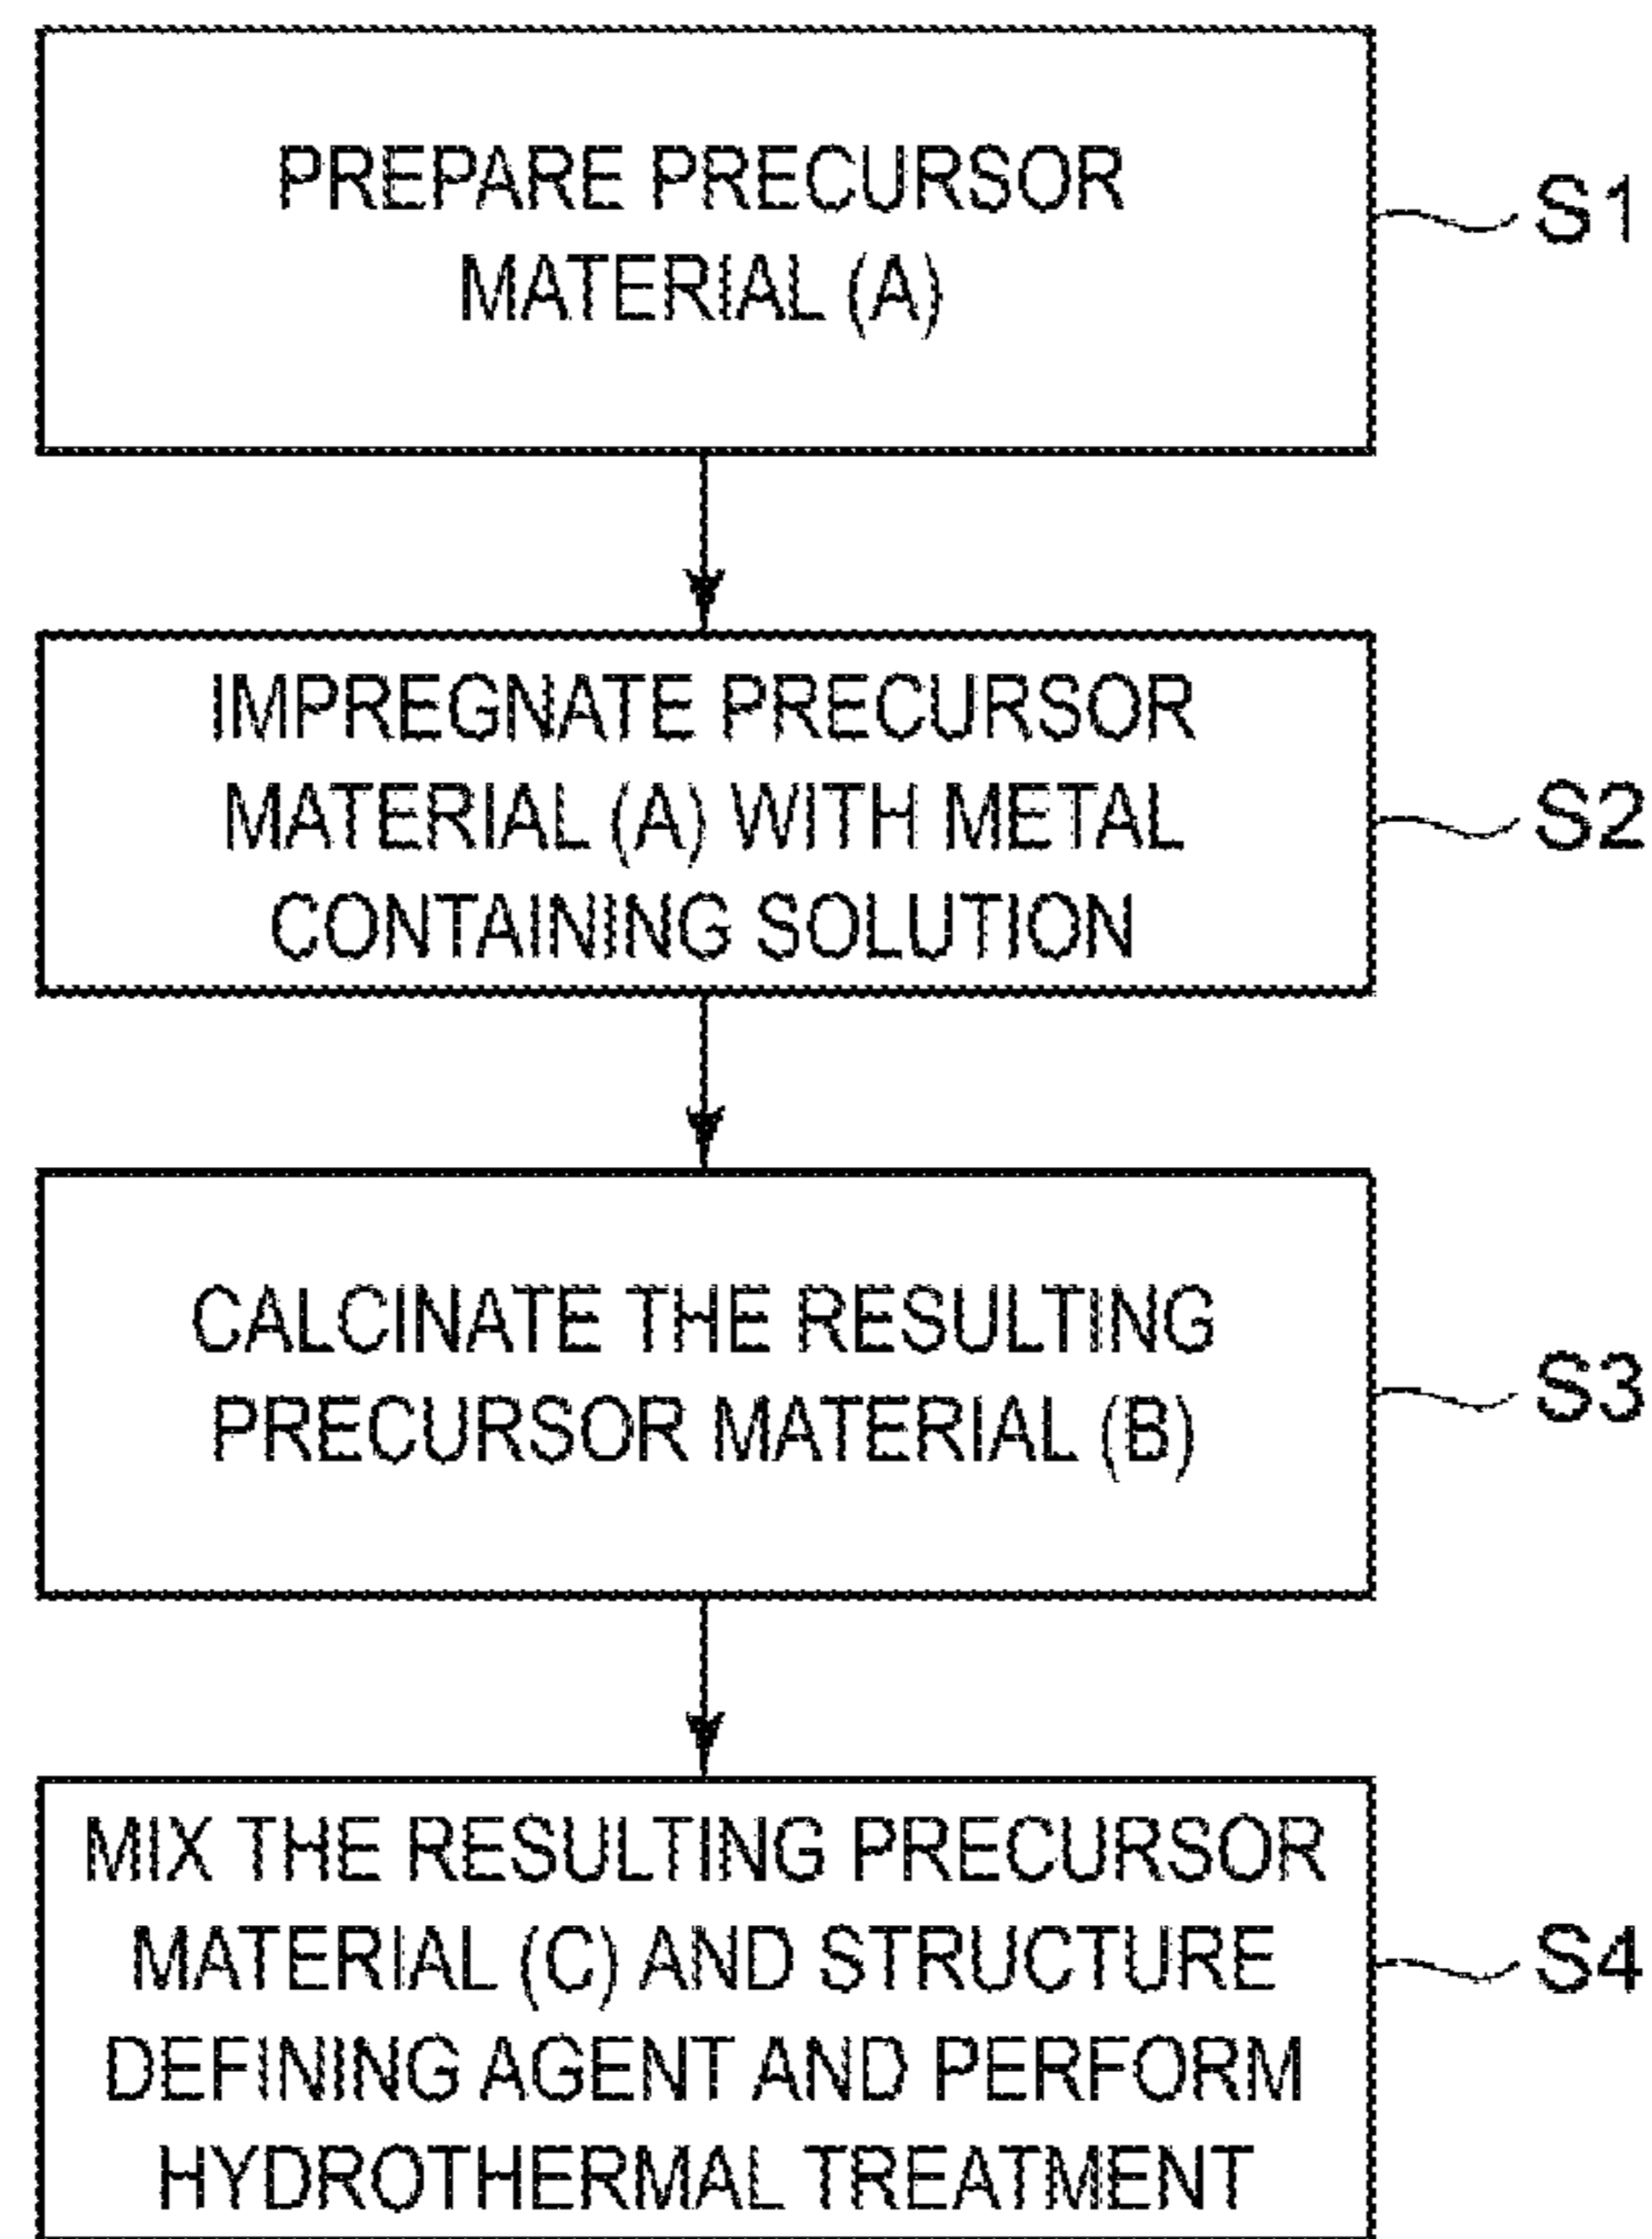 PREPARE PRECURSOR
MATERIAL (A)
S1
IMPREGNATE PRECURSOR
MATERIAL (A) WITH METAL
CONTAINING SOLUTION
S2
CALCINATE THE RESULTING
PRECURSOR MATERIAL (B)
S3
MIX THE RESULTING PRECURSOR
MATERIAL (C) AND STRUCTURE
DEFINING AGENT AND PERFORM
HYDROTHERMAL TREATMENT
S4